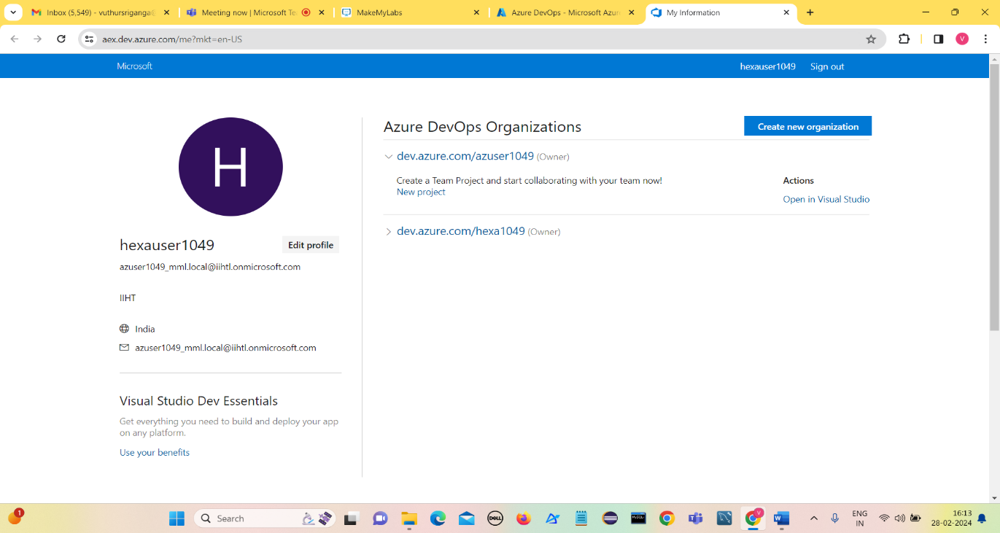 Inbox (5,549) - vuthursriganga@
Meeting now | Microsoft Te
MakeMyLabs
Azure DevOps - Microsoft Azur
My Information
aex.dev.azure.com/me?mkt=en-US
V
Microsoft
hexauser1049
Sign out
H
Azure DevOps Organizations
Create new organization
dev.azure.com/azuser1049 (Owner)
Create a Team Project and start collaborating with your team now!
New project
Actions
Open in Visual Studio
dev.azure.com/hexa1049 (Owner)
hexauser1049
Edit profile
azuser1049_mml.local@iihtl.onmicrosoft.com
IIHT
India
azuser1049_mml.local@iihtl.onmicrosoft.com
Visual Studio Dev Essentials
Get everything you need to build and deploy your app
on any platform.
Use your benefits
1
Search
DELL
MySQL
V
W
ENG
IN
16:13
28-02-2024